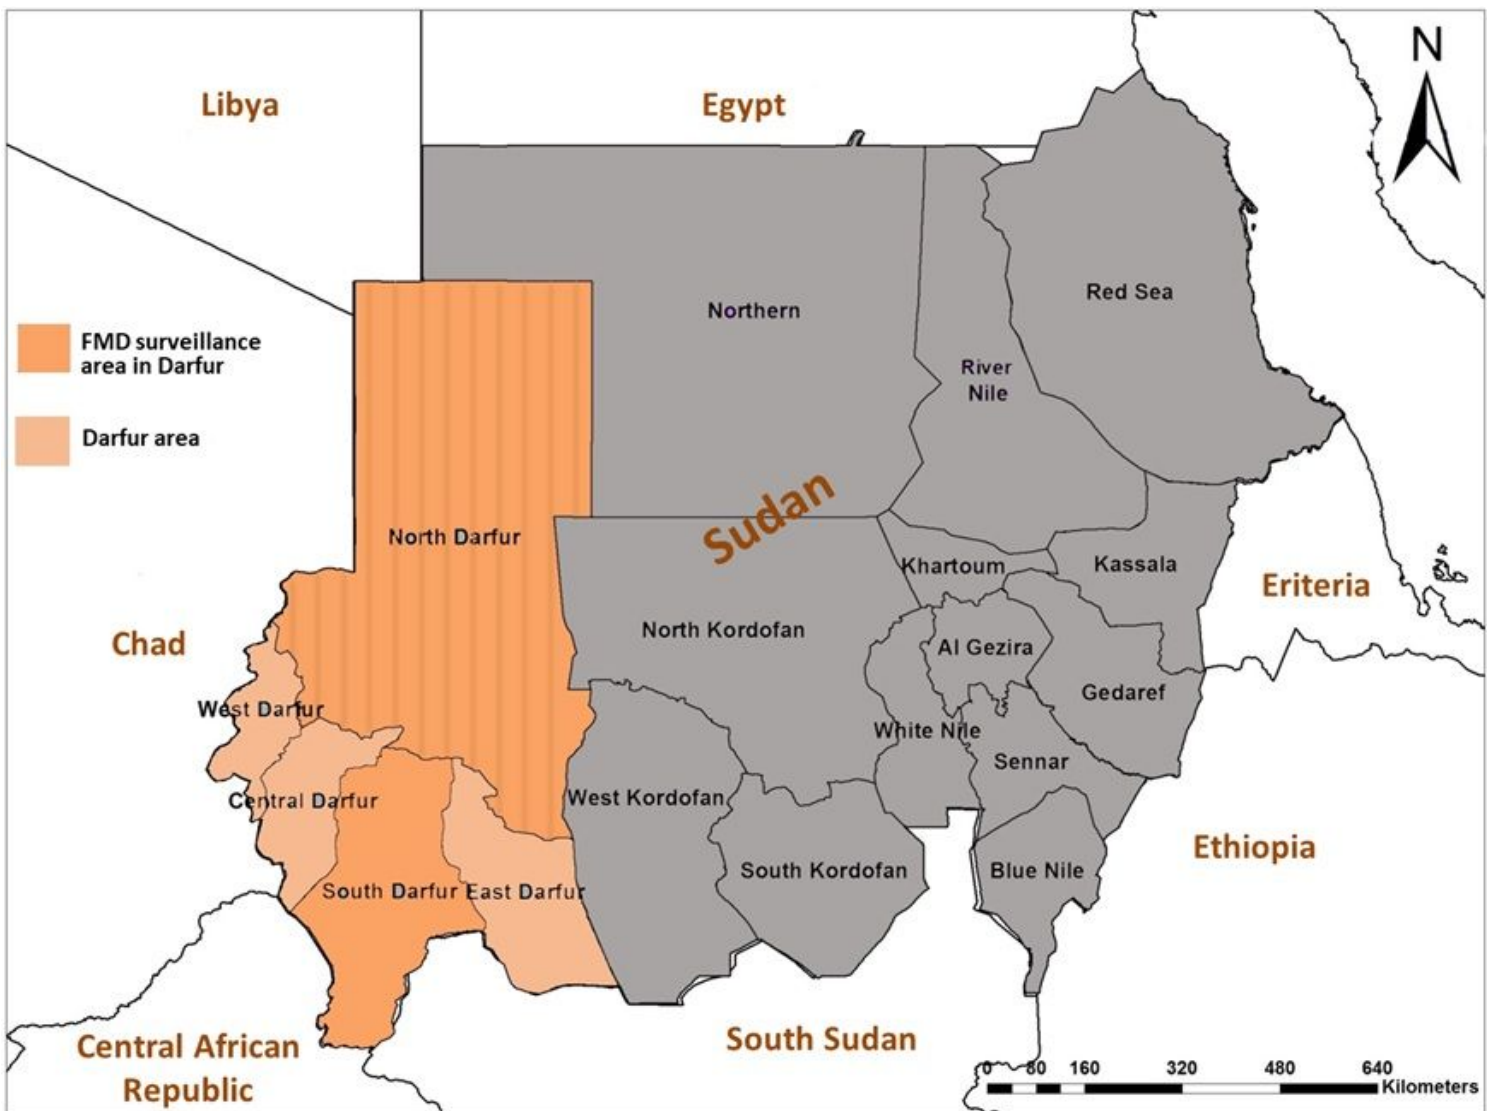 N
Libya
Egypt
Red Sea
Northern
FMD surveillance
area in Darfur
River
Nile
Darfur area
Sudan
North Darfur
Khartoum
Kassala
Eriteria
Chad
North Kordofan
Al Gezira
Gedaref
West Darfur
White Nile
Sennar
Central Darfur
West Kordofan
Ethiopia
South Kordofan
Blue Nile
South Darfur
East Darfur
Central African
Republic
South Sudan
0 80 160 320 480 640
Kilometers